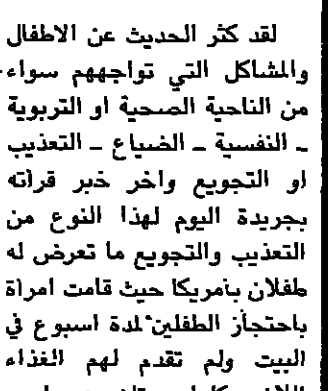 لقد كثر الحديث عن الاطفال
والمشاكل التي تواجههم سواء
من الناحية الصحية او التربوية
ـ النفسية ـ الضياع ـ التعذيب
او التجويع واخر خبر قراته
بجريدة اليوم لهذا النوع من
التعذيب والتجويع ما تعرض له
طفلان بأمريكا حيث قامت امراة
باحتجاز الطفلين لمدة اسبوع في
البيت ولم تقدم لهم الغذاء